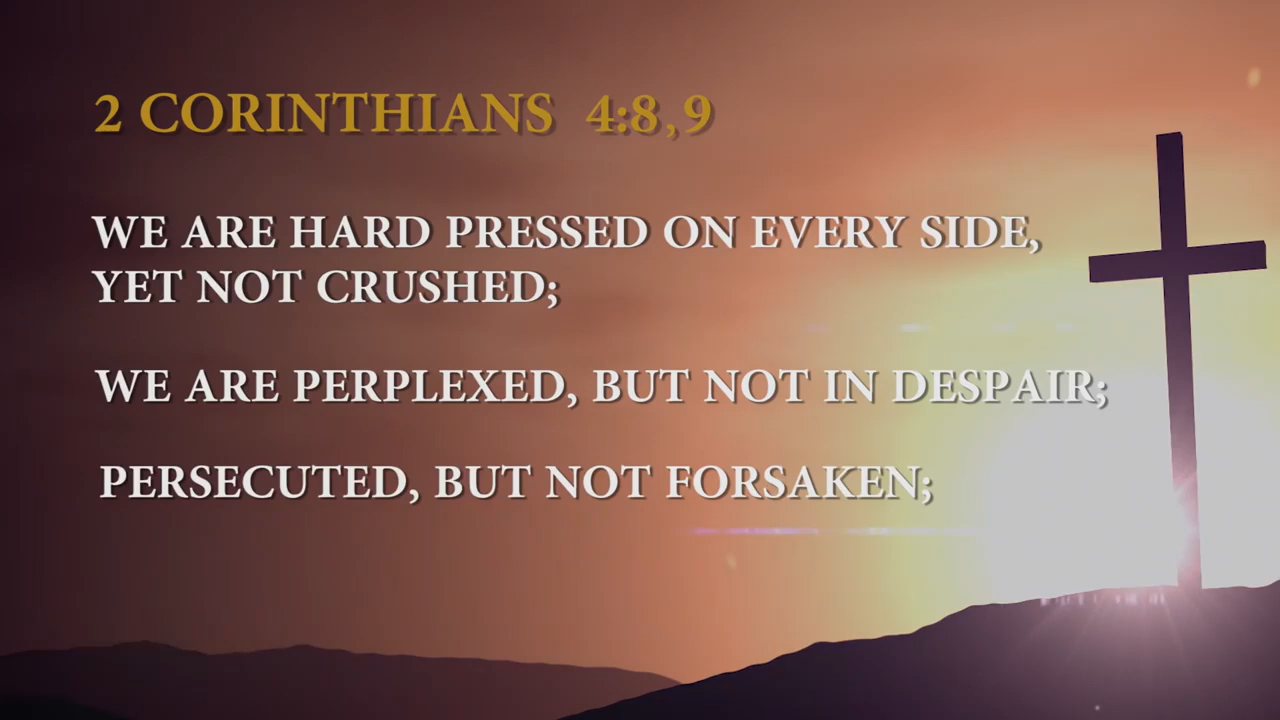 2 CORINTHIANS 4:8,9
WE ARE HARD PRESSED ON EVERY SIDE,
YET NOT CRUSHED;
WE ARE PERPLEXED, BUT NOT IN DESPAIR;
PERSECUTED, BUT NOT FORSAKEN;